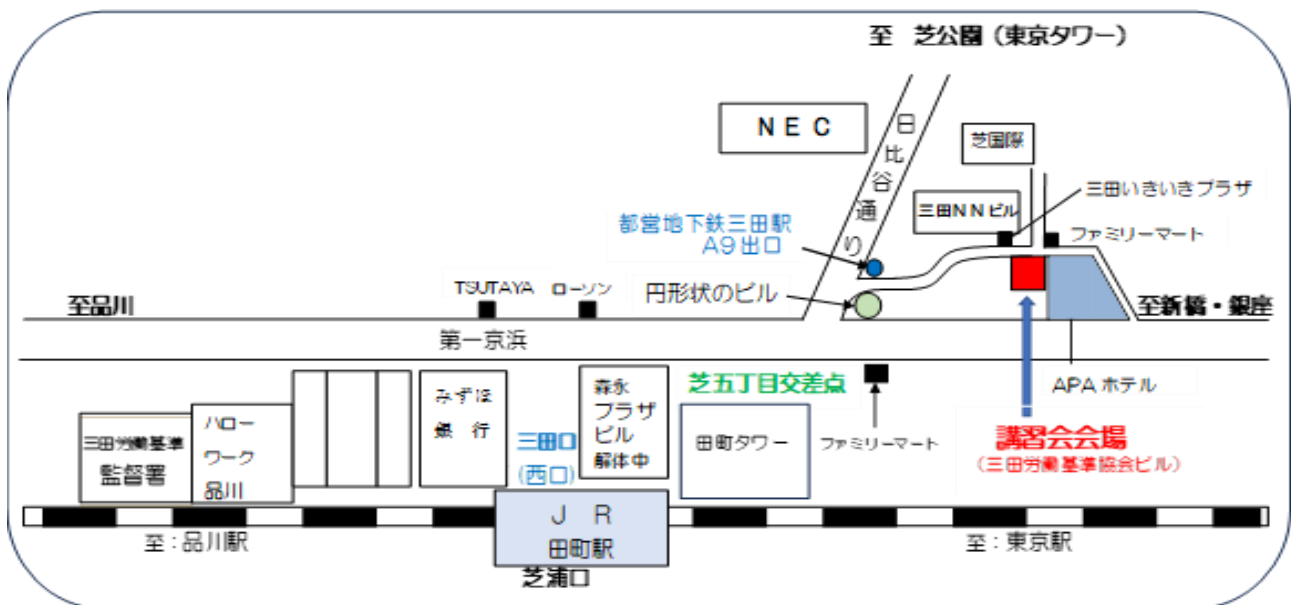 至 芝公園（東京タワー）
ＮＥＣ
日比谷通り
芝国際
三田いきいきプラザ
三田ＮＮビル
ファミリーマート
都営地下鉄三田駅
A9出口
TSUTAYA ローソン
円形状のビル
至品川
至新橋・銀座
第一京浜
芝五丁目交差点
APAホテル
みずほ
銀 行
森永
プラザ
ビル
解体中
三田口
(西口)
田町タワー
ファミリーマート
講習会会場
（三田労働基準協会ビル）
三田労働基準
監督署
ハロー
ワーク
品川
ＪＲ
田町駅
至：品川駅
至：東京駅
芝浦口